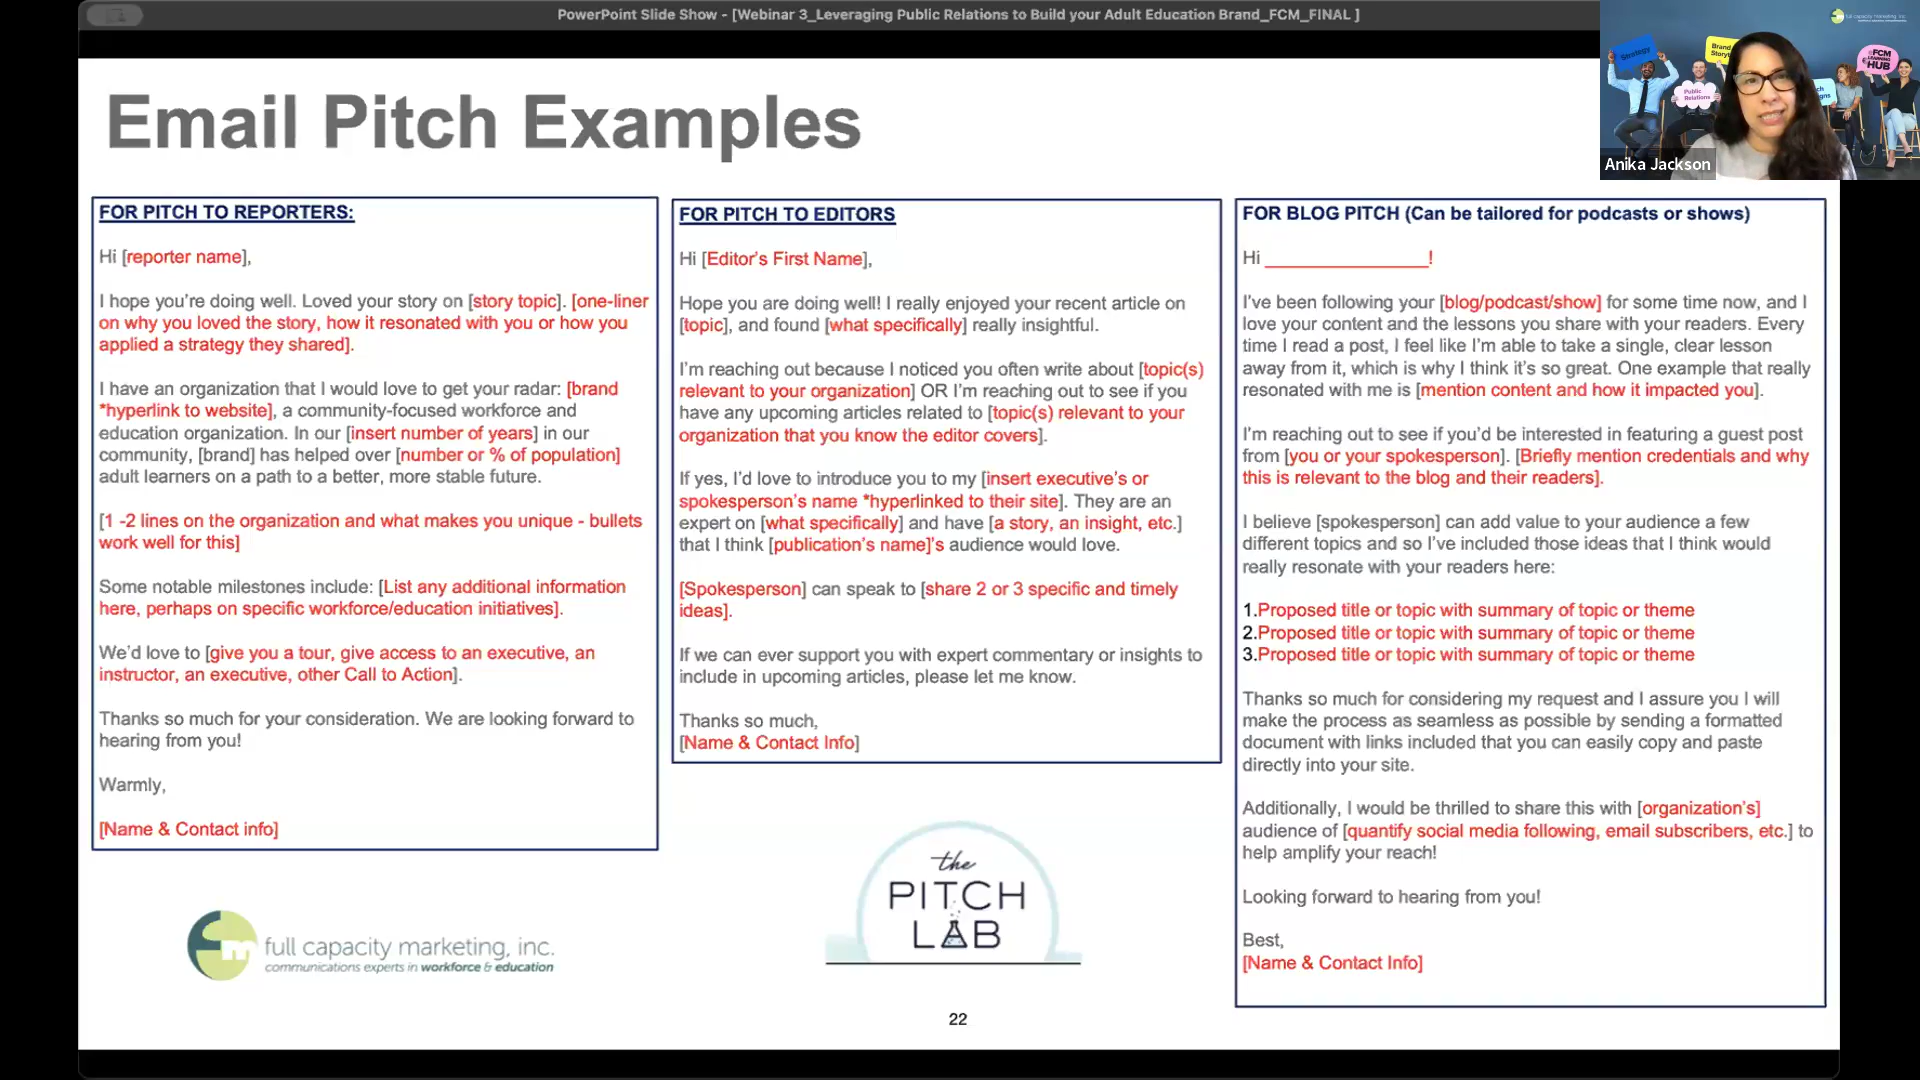 PowerPoint Slide Show - [Webinar 3_Leveraging Public Relations to Build your Adult Education Brand_FCM_FINAL ]
full capacity marketing, inc.
Strategy
Brand
Public
Relations
FCM
LEARNING
HUB
Anika Jackson
Email Pitch Examples
FOR PITCH TO REPORTERS:
Hi [reporter name],
I hope you're doing well. Loved your story on [story topic]. [one-liner
on why you loved the story, how it resonated with you or how you
applied a strategy they shared].
I have an organization that I would love to get your radar: [brand
*hyperlink to website], a community-focused workforce and
education organization. In our [insert number of years] in our
community, [brand] has helped over [number or % of population]
adult learners on a path to a better, more stable future.
[1 -2 lines on the organization and what makes you unique - bullets
work well for this]
Some notable milestones include: [List any additional information
here, perhaps on specific workforce/education initiatives].
We'd love to [give you a tour, give access to an executive, an
instructor, an executive, other Call to Action].
Thanks so much for your consideration. We are looking forward to
hearing from you!
Warmly,
[Name & Contact info]
FOR PITCH TO EDITORS
Hi [Editor's First Name],
Hope you are doing well! I really enjoyed your recent article on
[topic], and found [what specifically] really insightful.
I'm reaching out because I noticed you often write about [topic(s)
relevant to your organization] OR I'm reaching out to see if you
have any upcoming articles related to [topic(s) relevant to your
organization that you know the editor covers].
If yes, I'd love to introduce you to my [insert executive's or
spokesperson's name *hyperlinked to their site]. They are an
expert on [what specifically] and have [a story, an insight, etc.]
that I think [publication's name]'s audience would love.
[Spokesperson] can speak to [share 2 or 3 specific and timely
ideas].
If we can ever support you with expert commentary or insights to
include in upcoming articles, please let me know.
Thanks so much,
[Name & Contact Info]
FOR BLOG PITCH (Can be tailored for podcasts or shows)
Hi ________________!
I've been following your [blog/podcast/show] for some time now, and I
love your content and the lessons you share with your readers. Every
time I read a post, I feel like I'm able to take a single, clear lesson
away from it, which is why I think it's so great. One example that really
resonated with me is [mention content and how it impacted you].
I'm reaching out to see if you'd be interested in featuring a guest post
from [you or your spokesperson]. [Briefly mention credentials and why
this is relevant to the blog and their readers].
I believe [spokesperson] can add value to your audience a few
different topics and so I've included those ideas that I think would
really resonate with your readers here:
1.Proposed title or topic with summary of topic or theme
2.Proposed title or topic with summary of topic or theme
3.Proposed title or topic with summary of topic or theme
Thanks so much for considering my request and I assure you I will
make the process as seamless as possible by sending a formatted
document with links included that you can easily copy and paste
directly into your site.
Additionally, I would be thrilled to share this with [organization's]
audience of [quantify social media following, email subscribers, etc.] to
help amplify your reach!
Looking forward to hearing from you!
Best,
[Name & Contact Info]
full capacity marketing, inc.
communications experts in workforce & education
the
PITCH
LAB
22